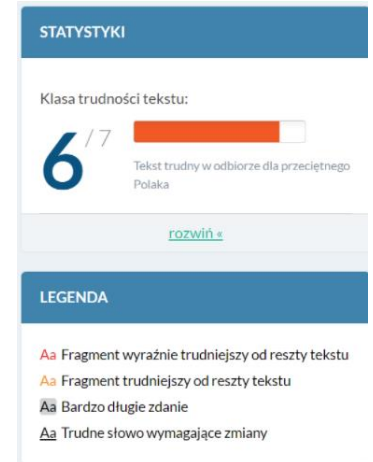 STATYSTYKI
Klasa trudności tekstu:
6 / 7
Tekst trudny w odbiorze dla przeciętnego
Polaka
rozwiń «
LEGENDA
Aa Fragment wyraźnie trudniejszy od reszty tekstu
Aa Fragment trudniejszy od reszty tekstu
Aa Bardzo długie zdanie
Aa Trudne słowo wymagające zmiany